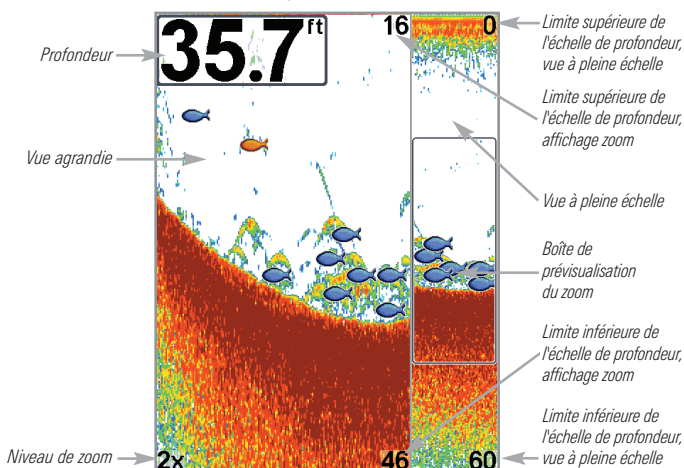 35.7 ft
16
0
Profondeur
Vue agrandie
Niveau de zoom
2x
46
60
Limite supérieure de
l'échelle de profondeur,
vue à pleine échelle
Limite supérieure de
l'échelle de profondeur,
affichage zoom
Vue à pleine échelle
Boîte de
prévisualisation
du zoom
Limite inférieure de
l'échelle de profondeur,
affichage zoom
Limite inférieure de
l'échelle de profondeur,
vue à pleine échelle